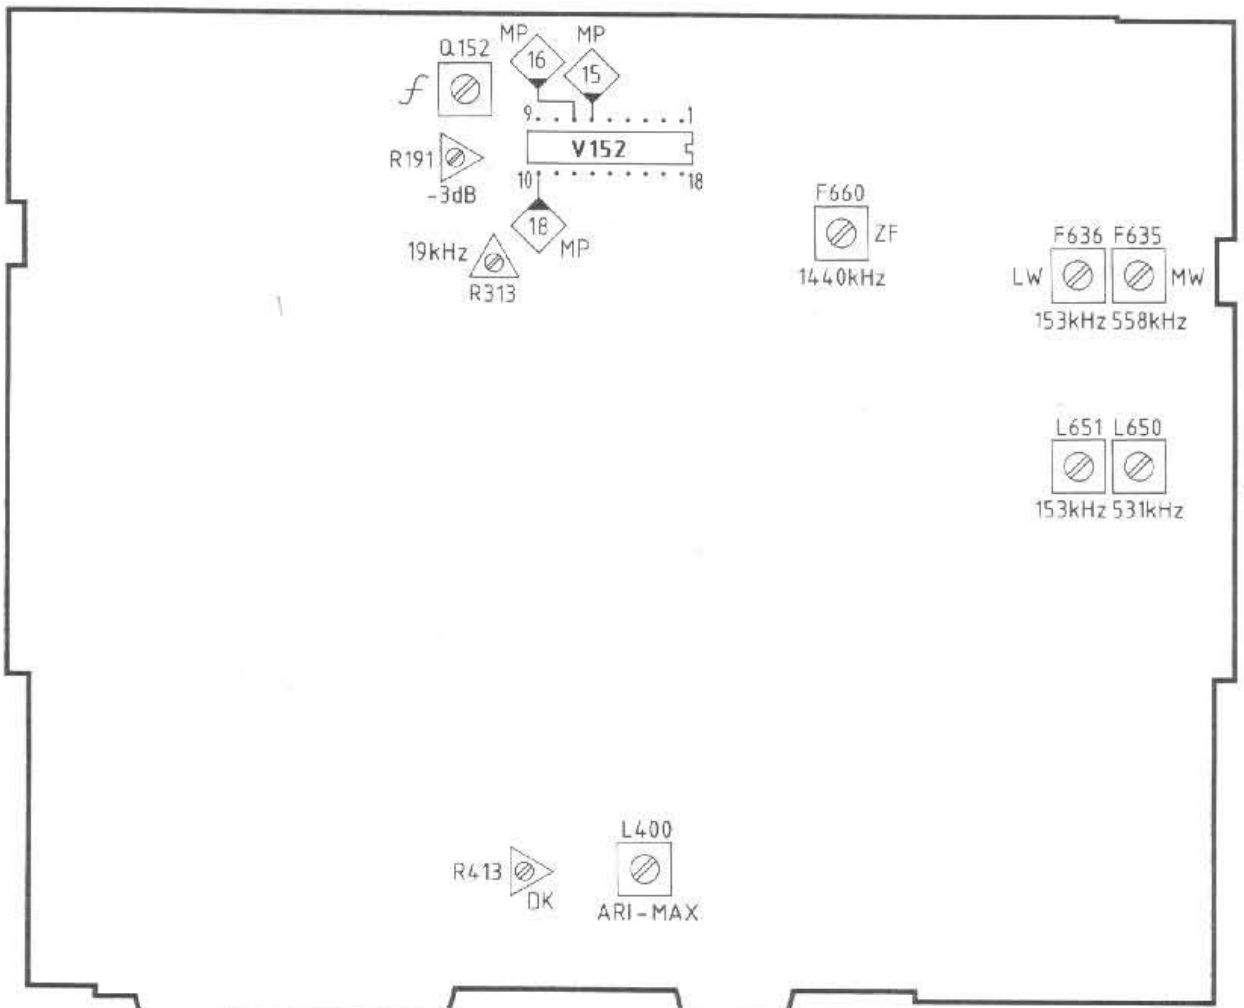 MP
MP
Q152
16
15
9
1
V152
R191
-3dB
10
18
18
MP
19kHz
R313
F660
ZF
1440kHz
F636 F635
LW
MW
153kHz 558kHz
L651 L650
153kHz 531kHz
R413
DK
L400
ARI-MAX